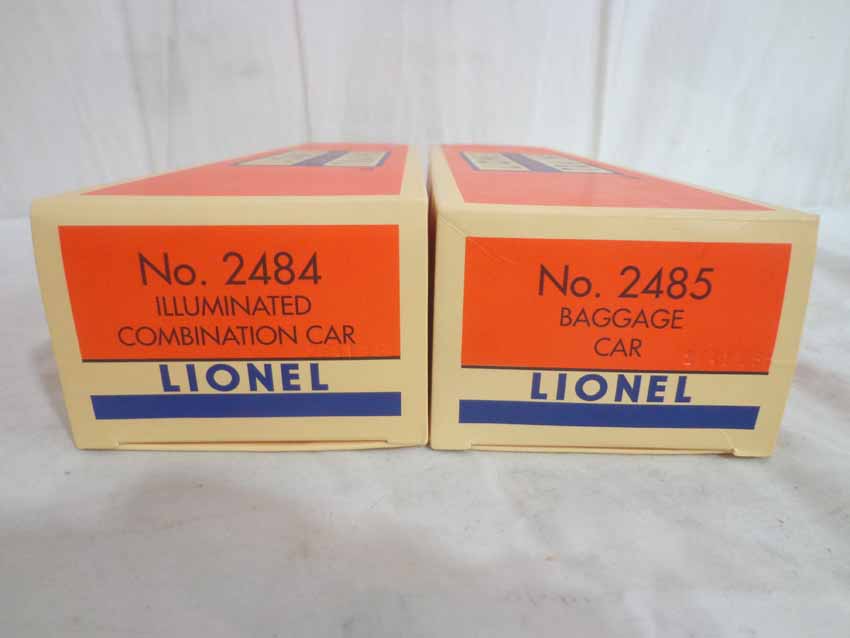 No. 2484
ILLUMINATED
COMBINATION CAR
LIONEL
No. 2485
BAGGAGE
CAR
LIONEL